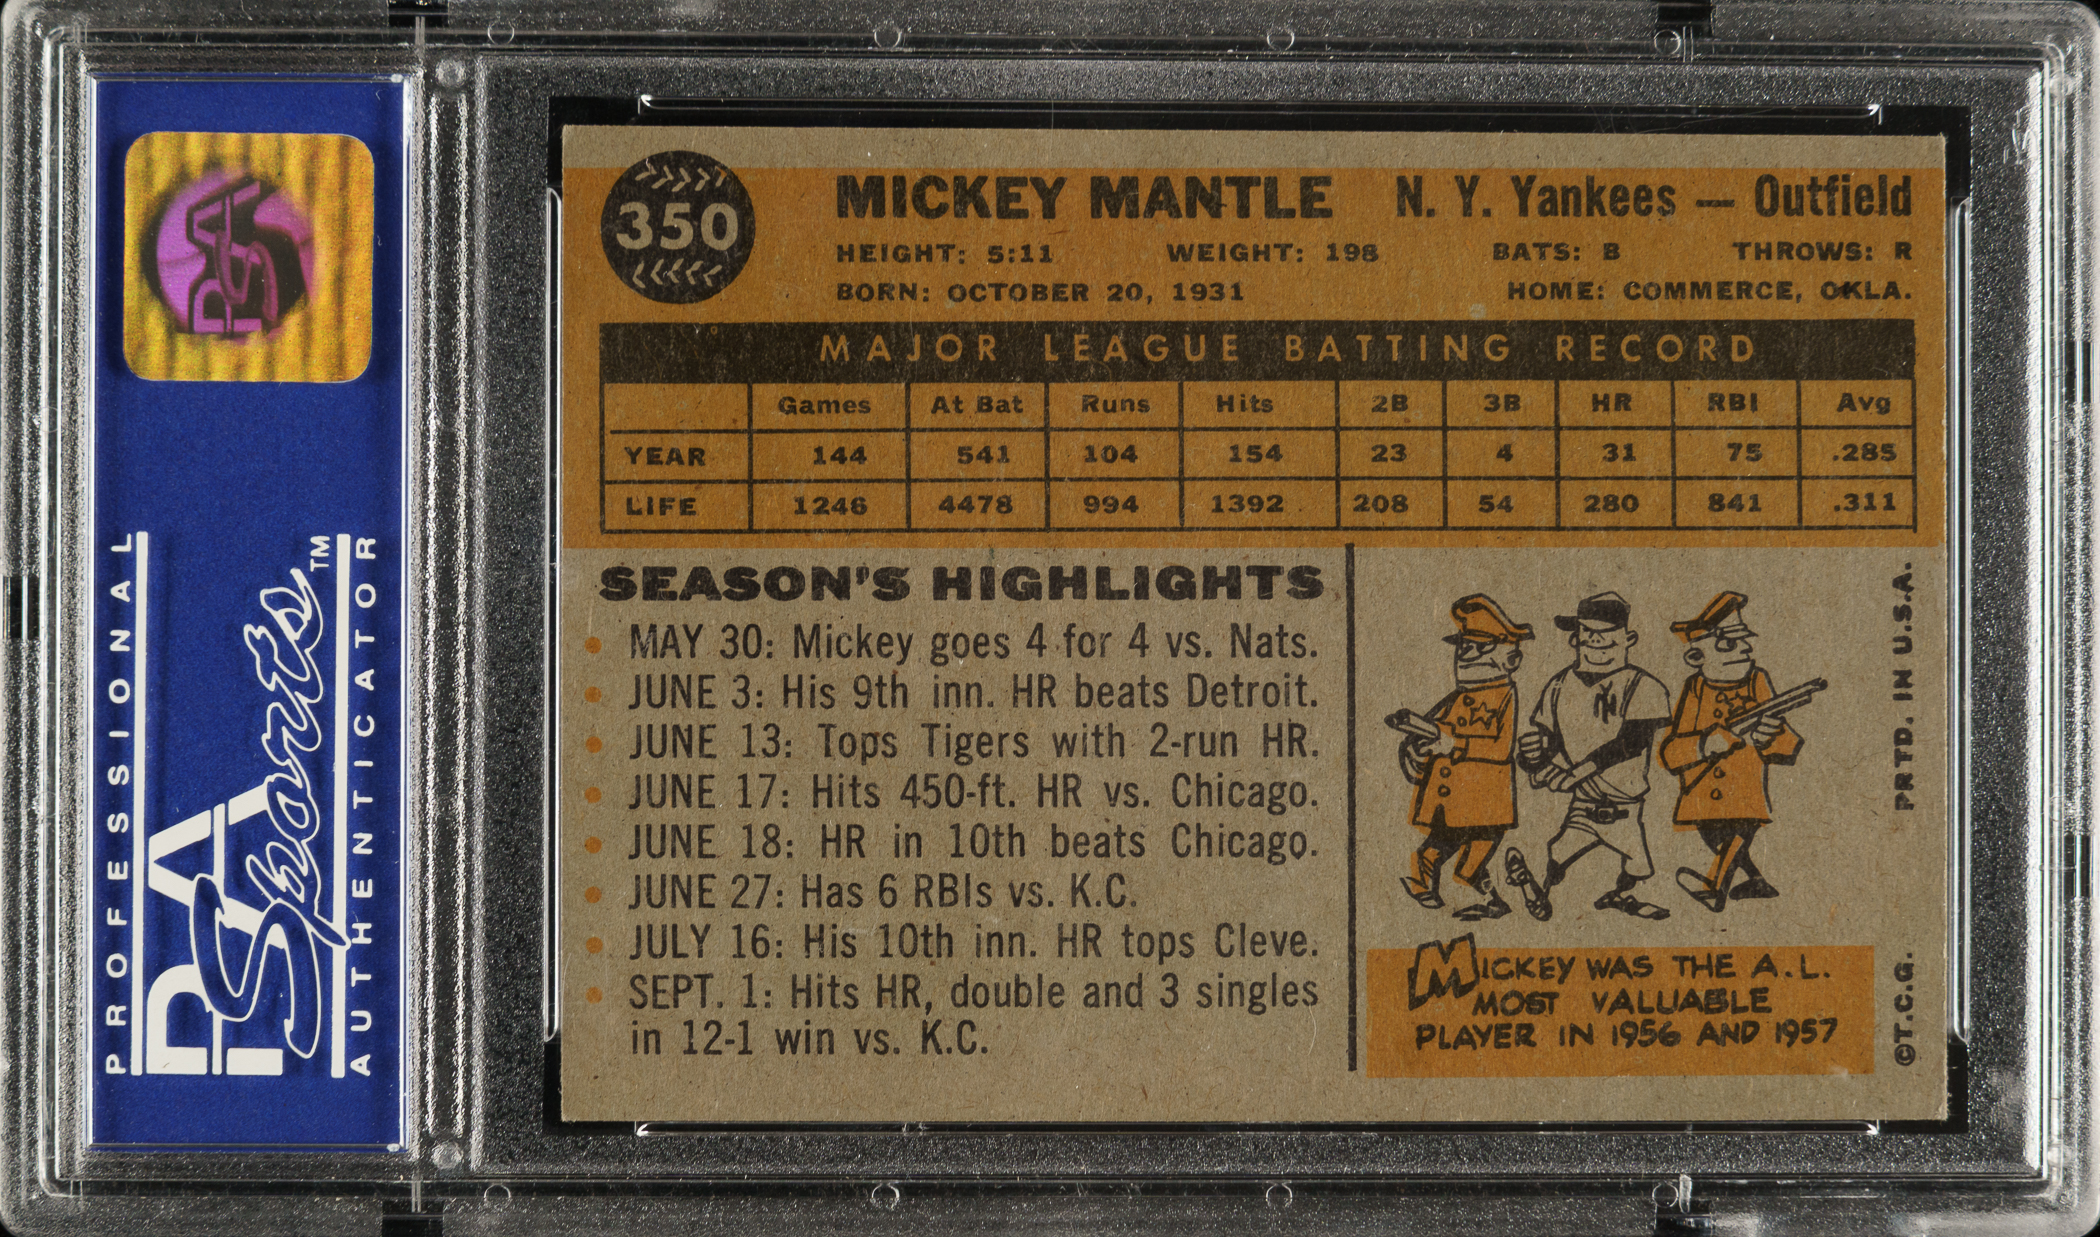 PROFESSIONAL
PSA Sports™
AUTHENTICATOR
PSA
350
MICKEY MANTLE N. Y. Yankees — Outfield
HEIGHT: 5:11 WEIGHT: 198 BATS: B THROWS: R
BORN: OCTOBER 20, 1931 HOME: COMMERCE, OKLA.
MAJOR LEAGUE BATTING RECORD
Games At Bat Runs Hits 2B 3B HR RBI Avg
YEAR 144 541 104 154 23 4 31 75 .285
LIFE 1246 4478 994 1392 208 54 280 841 .311
SEASON'S HIGHLIGHTS
MAY 30: Mickey goes 4 for 4 vs. Nats.
JUNE 3: His 9th inn. HR beats Detroit.
JUNE 13: Tops Tigers with 2-run HR.
JUNE 17: Hits 450-ft. HR vs. Chicago.
JUNE 18: HR in 10th beats Chicago.
JUNE 27: Has 6 RBIs vs. K.C.
JULY 16: His 10th inn. HR tops Cleve.
SEPT. 1: Hits HR, double and 3 singles
in 12-1 win vs. K.C.
NY
MICKEY WAS THE A.L.
MOST VALUABLE
PLAYER IN 1956 AND 1957
©T.C.G. PRTD. IN U.S.A.